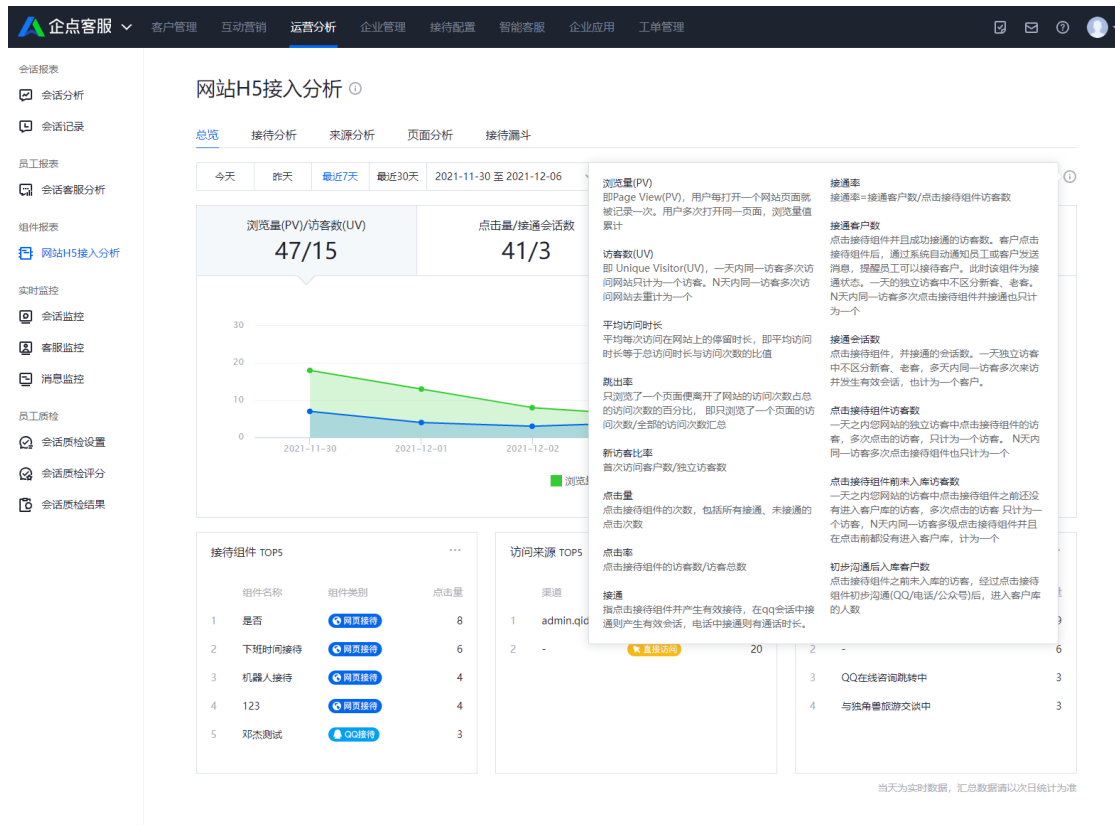 企点客服
客户管理
互动营销
运营分析
企业管理
接待配置
智能客服
企业应用
工单管理
会话报表
会话分析
会话记录
员工报表
会话客服分析
组件报表
网站H5接入分析
实时监控
会话监控
客服监控
消息监控
员工质检
会话质检设置
会话质检评分
会话质检结果
网站H5接入分析
总览
接待分析
来源分析
页面分析
接待漏斗
今天
昨天
最近7天
最近30天
2021-11-30 至 2021-12-06
浏览量(PV)/访客数(UV)
47/15
点击量/接通会话数
41/3
30
20
10
0
2021-11-30
2021-12-01
2021-12-02
浏览
浏览量(PV)
即Page View(PV)，用户每打开一个网站页面就
被记录一次。用户多次打开同一页面，浏览量值
累计
访客数(UV)
即 Unique Visitor(UV)，一天内同一访客多次访
问网站只计为一个访客。N天内同一访客多次访
问网站去重计为一个
平均访问时长
平均每次访问在网站上的停留时长，即平均访问
时长等于总访问时长与访问次数的比值
跳出率
只浏览了一个页面便离开了网站的访问次数占总
的访问次数的百分比， 即只浏览了一个页面的访
问次数/全部的访问次数汇总
新访客比率
首次访问客户数/独立访客数
点击量
点击接待组件的次数，包括所有接通、未接通的
点击次数
点击率
点击接待组件的访客数/访客总数
接通
指点击接待组件并产生有效接待，在qq会话中接
通则产生有效会话，电话中接通则有通话时长。
接通率
接通率=接通客户数/点击接待组件访客数
接通客户数
点击接待组件并且成功接通的访客数。客户点击
接待组件后，通过系统自动通知员工或客户发送
消息，提醒员工可以接待客户。此时该组件为接
通状态。一天的独立访客中不区分新客、老客。
N天内同一访客多次点击接待组件并接通也只计
为一个
接通会话数
点击接待组件，并接通的会话数。一天独立访客
中不区分新客、老客，多天内同一访客多次来访
并发生有效会话，也计为一个客户。
点击接待组件访客数
一天之内您网站的独立访客中点击接待组件的访
客，多次点击的访客，只计为一个访客。 N天内
同一访客多次点击接待组件也只计为一个
点击接待组件前未入库访客数
一天之内您网站的访客中点击接待组件之前还没
有进入客户库的访客，多次点击的访客 只计为一
个访客，N天内同一访客多级点击接待组件并且
在点击前都没有进入客户库，计为一个
初步沟通后入库客户数
点击接待组件之前未入库的访客，经过点击接待
组件初步沟通(QQ/电话/公众号)后，进入客户库
的人数
接待组件 TOP5
组件名称 组件类别 点击量
1 是否 网页接待 8
2 下班时间接待 网页接待 6
3 机器人接待 网页接待 4
4 123 网页接待 4
5 邓杰测试 QQ接待 3
访问来源 TOP5
渠道
1 admin.qid
2 - 直接访问 20
2 - 6
3 QQ在线咨询跳转中 3
4 与独角兽旅游交谈中 3
当天为实时数据，汇总数据请以次日统计为准